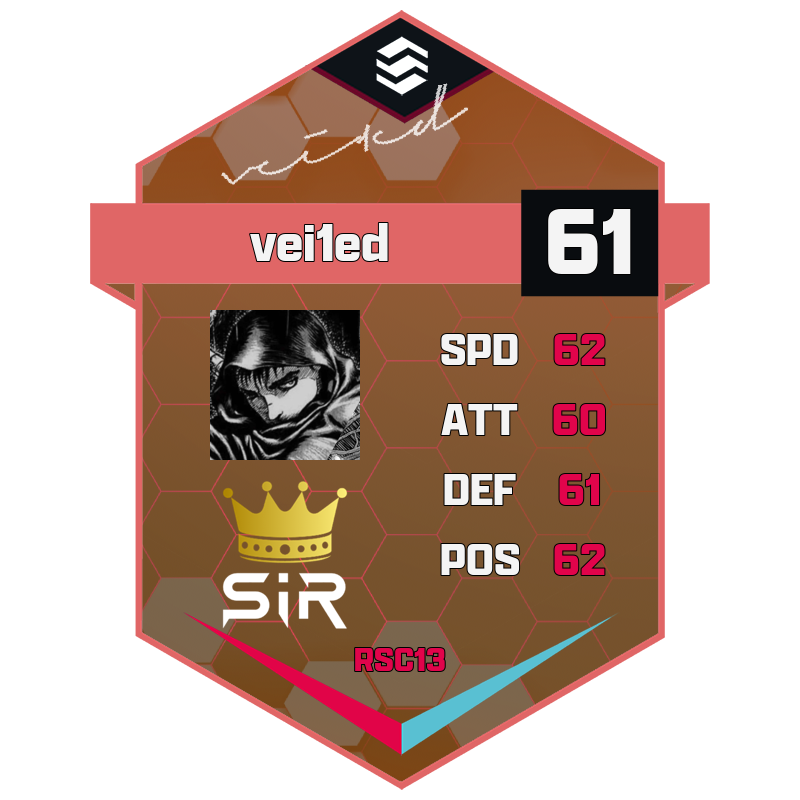 vei1ed
vei1ed 61
SPD 62
ATT 60
DEF 61
POS 62
SiR
RSC13